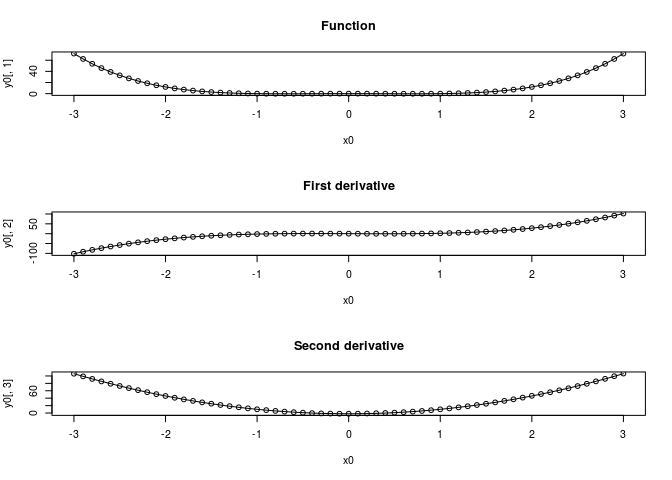 Function
y0[, 1]
0 40
-3 -2 -1 0 1 2 3
x0
First derivative
y0[, 2]
-100 50
-3 -2 -1 0 1 2 3
x0
Second derivative
y0[, 3]
0 60
-3 -2 -1 0 1 2 3
x0